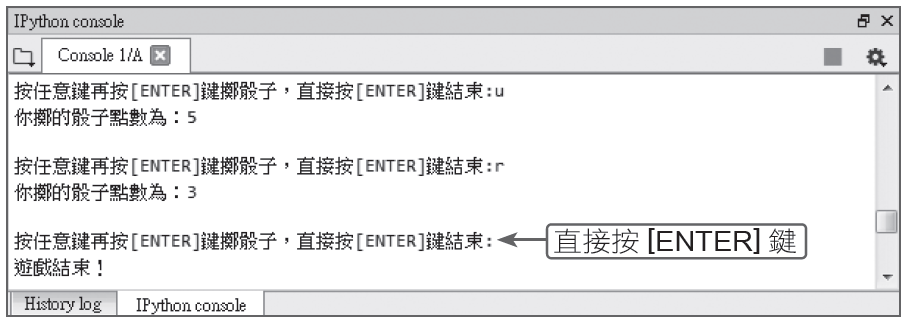 IPython console
Console 1/A
按任意鍵再按[ENTER]鍵擲骰子，直接按[ENTER]鍵結束:u
你擲的骰子點數為：5
按任意鍵再按[ENTER]鍵擲骰子，直接按[ENTER]鍵結束:r
你擲的骰子點數為：3
按任意鍵再按[ENTER]鍵擲骰子，直接按[ENTER]鍵結束: 直接按 [ENTER] 鍵
遊戲結束！
History log IPython console